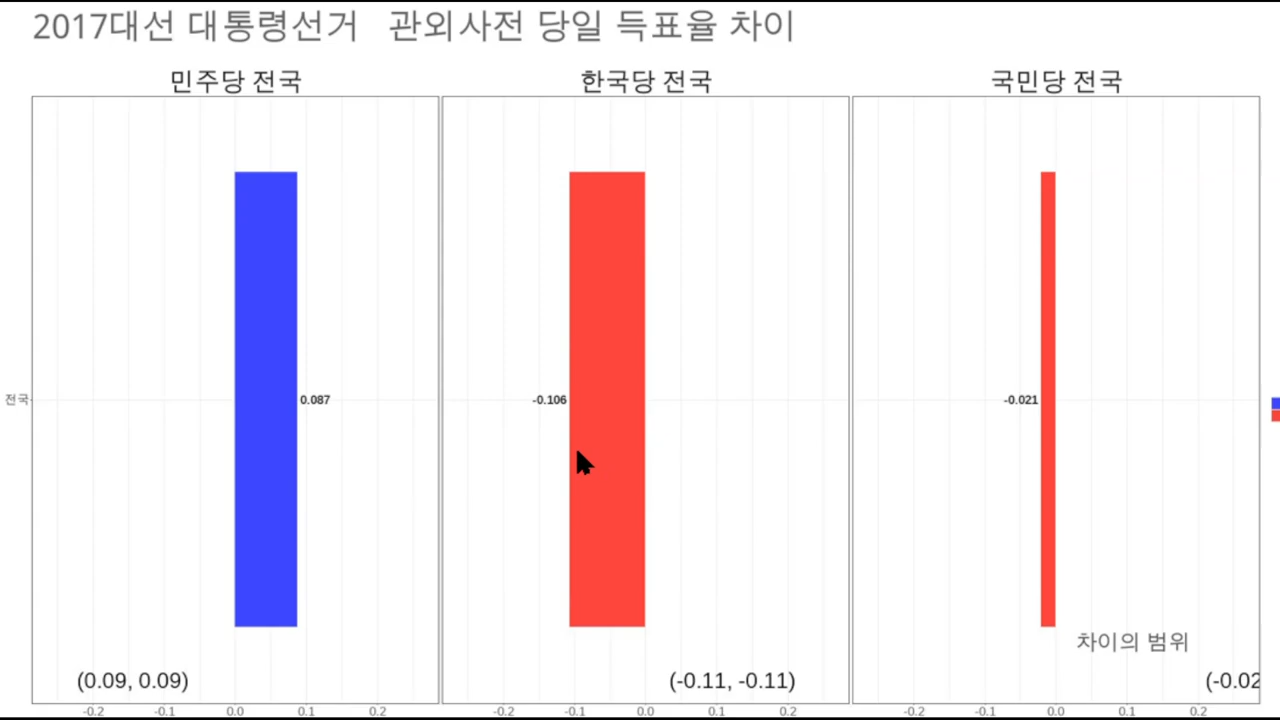 2017대선 대통령선거 관외사전 당일 득표율 차이
민주당 전국
한국당 전국
국민당 전국
전국
0.087
-0.106
-0.021
차이의 범위
(0.09, 0.09)
(-0.11, -0.11)
(-0.02
-0.2 -0.1 0.0 0.1 0.2
-0.2 -0.1 0.0 0.1 0.2
-0.2 -0.1 0.0 0.1 0.2